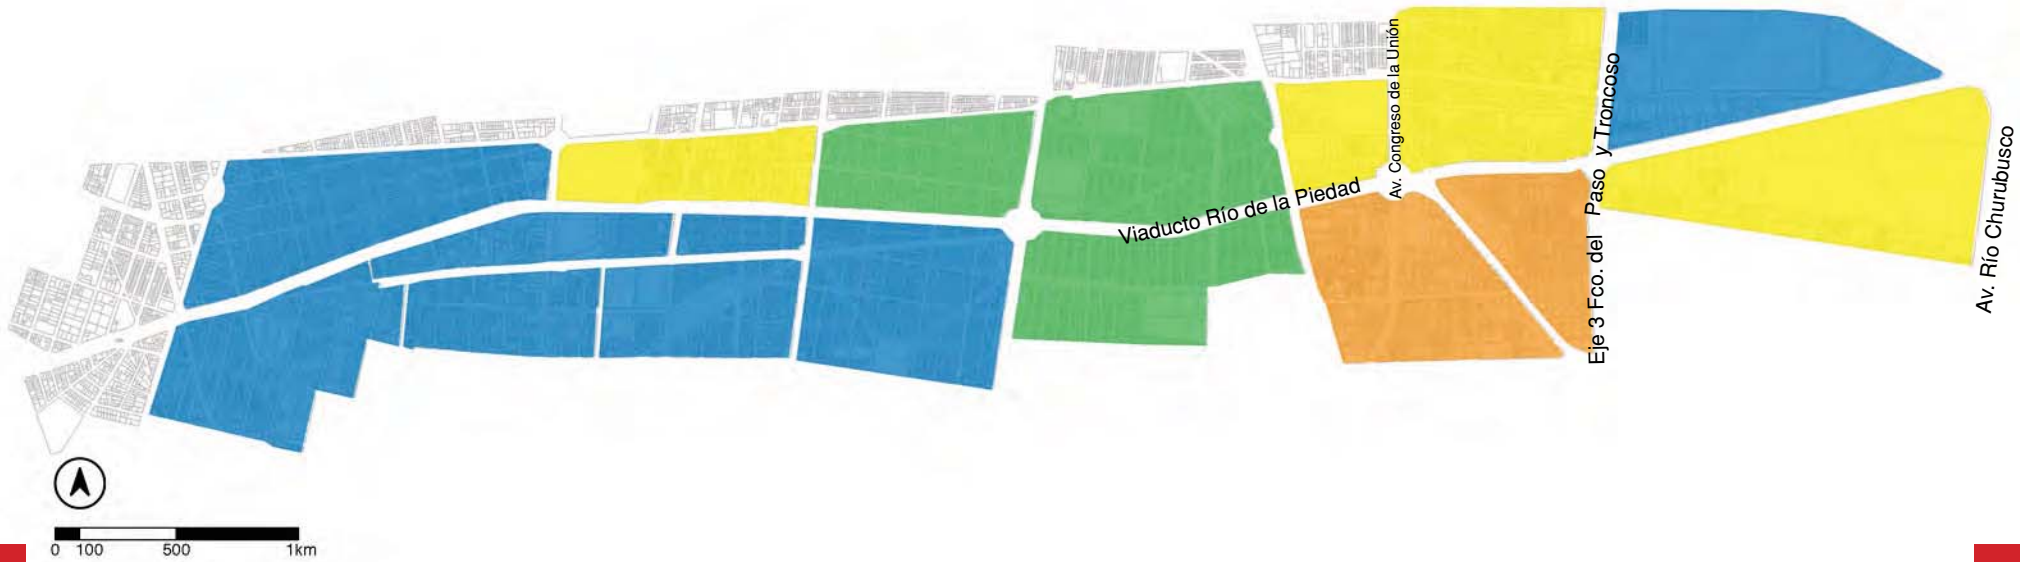 Av. Congreso de la Unión
Viaducto Río de la Piedad
Eje 3 Fco. del Paso y Troncoso
Av. Río Churubusco
0 100 500 1km